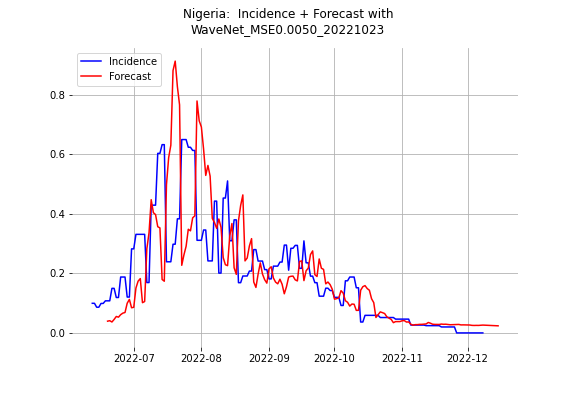 Nigeria:  Incidence + Forecast with
WaveNet_MSE0.0050_20221023
Incidence
Forecast
0.8
0.6
0.4
0.2
0.0
2022-07
2022-08
2022-09
2022-10
2022-11
2022-12